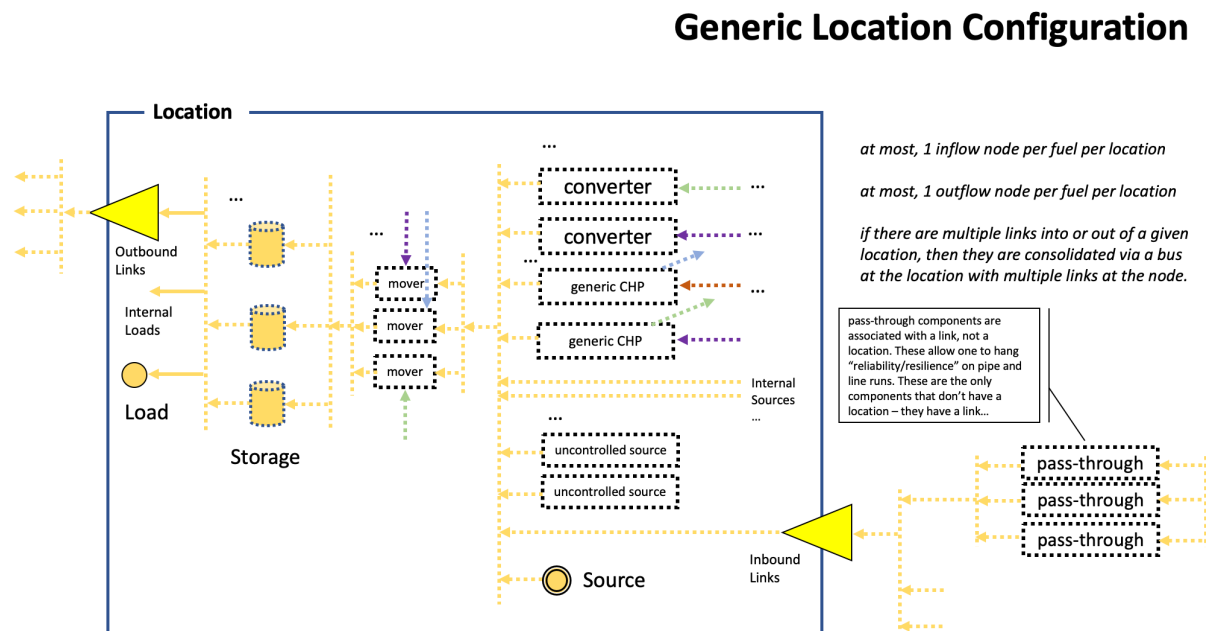 Generic Location Configuration
Location
at most, 1 inflow node per fuel per location
at most, 1 outflow node per fuel per location
if there are multiple links into or out of a given
location, then they are consolidated via a bus
at the location with multiple links at the node.
pass-through components are
associated with a link, not a
location. These allow one to hang
“reliability/resilience” on pipe and
line runs. These are the only
components that don’t have a
location – they have a link…
...
converter
...
converter
...
...
generic CHP
...
generic CHP
Internal
Sources
...
...
uncontrolled source
uncontrolled source
Inbound
Links
Source
...
mover
mover
mover
...
Storage
Outbound
Links
Internal
Loads
Load
pass-through
pass-through
pass-through